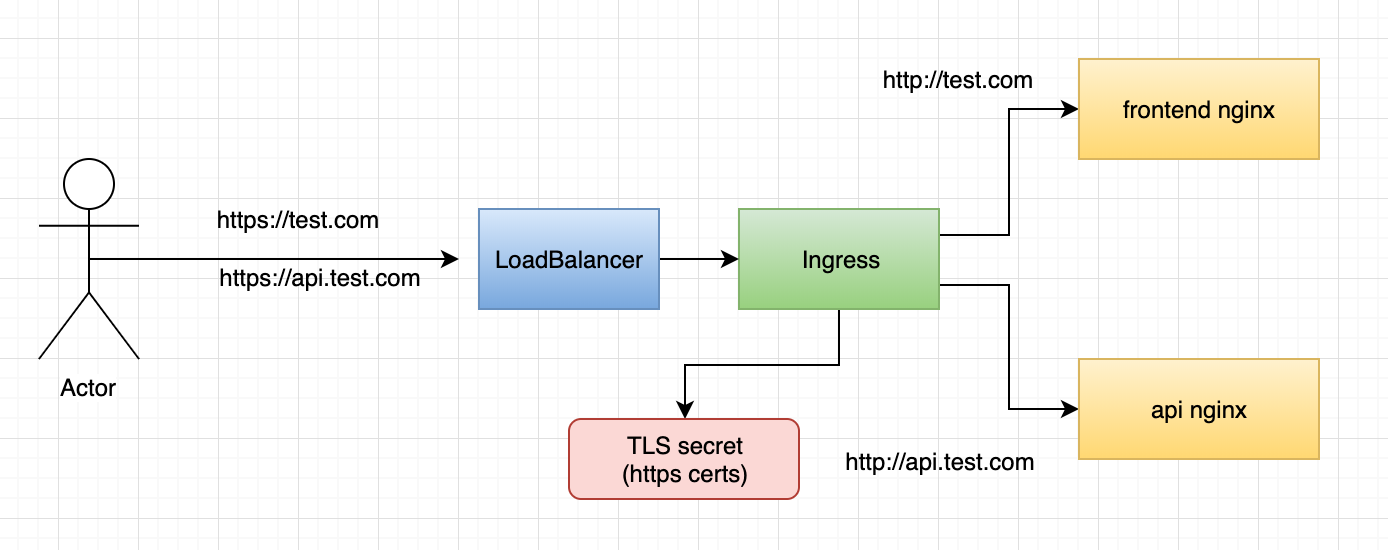 http://test.com
frontend nginx
https://test.com
LoadBalancer
Ingress
https://api.test.com
Actor
api nginx
TLS secret
(https certs)
http://api.test.com